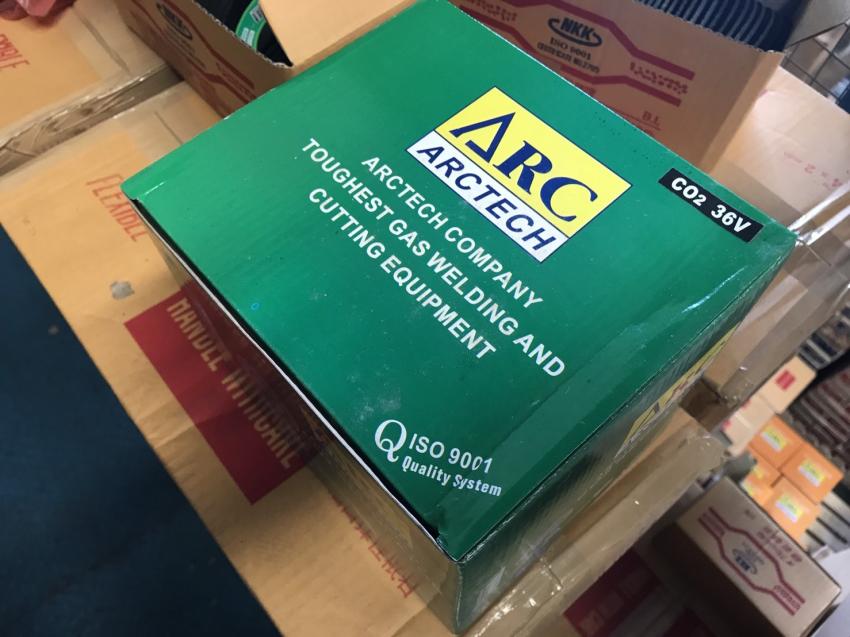 ARC
ARCTECH
CO2 36V
ARCTECH COMPANY
TOUGHEST GAS WELDING AND
CUTTING EQUIPMENT
Q ISO 9001
Quality System
NKK
ISO 9001
FLEXIBLE
HANDLE WITH CARE